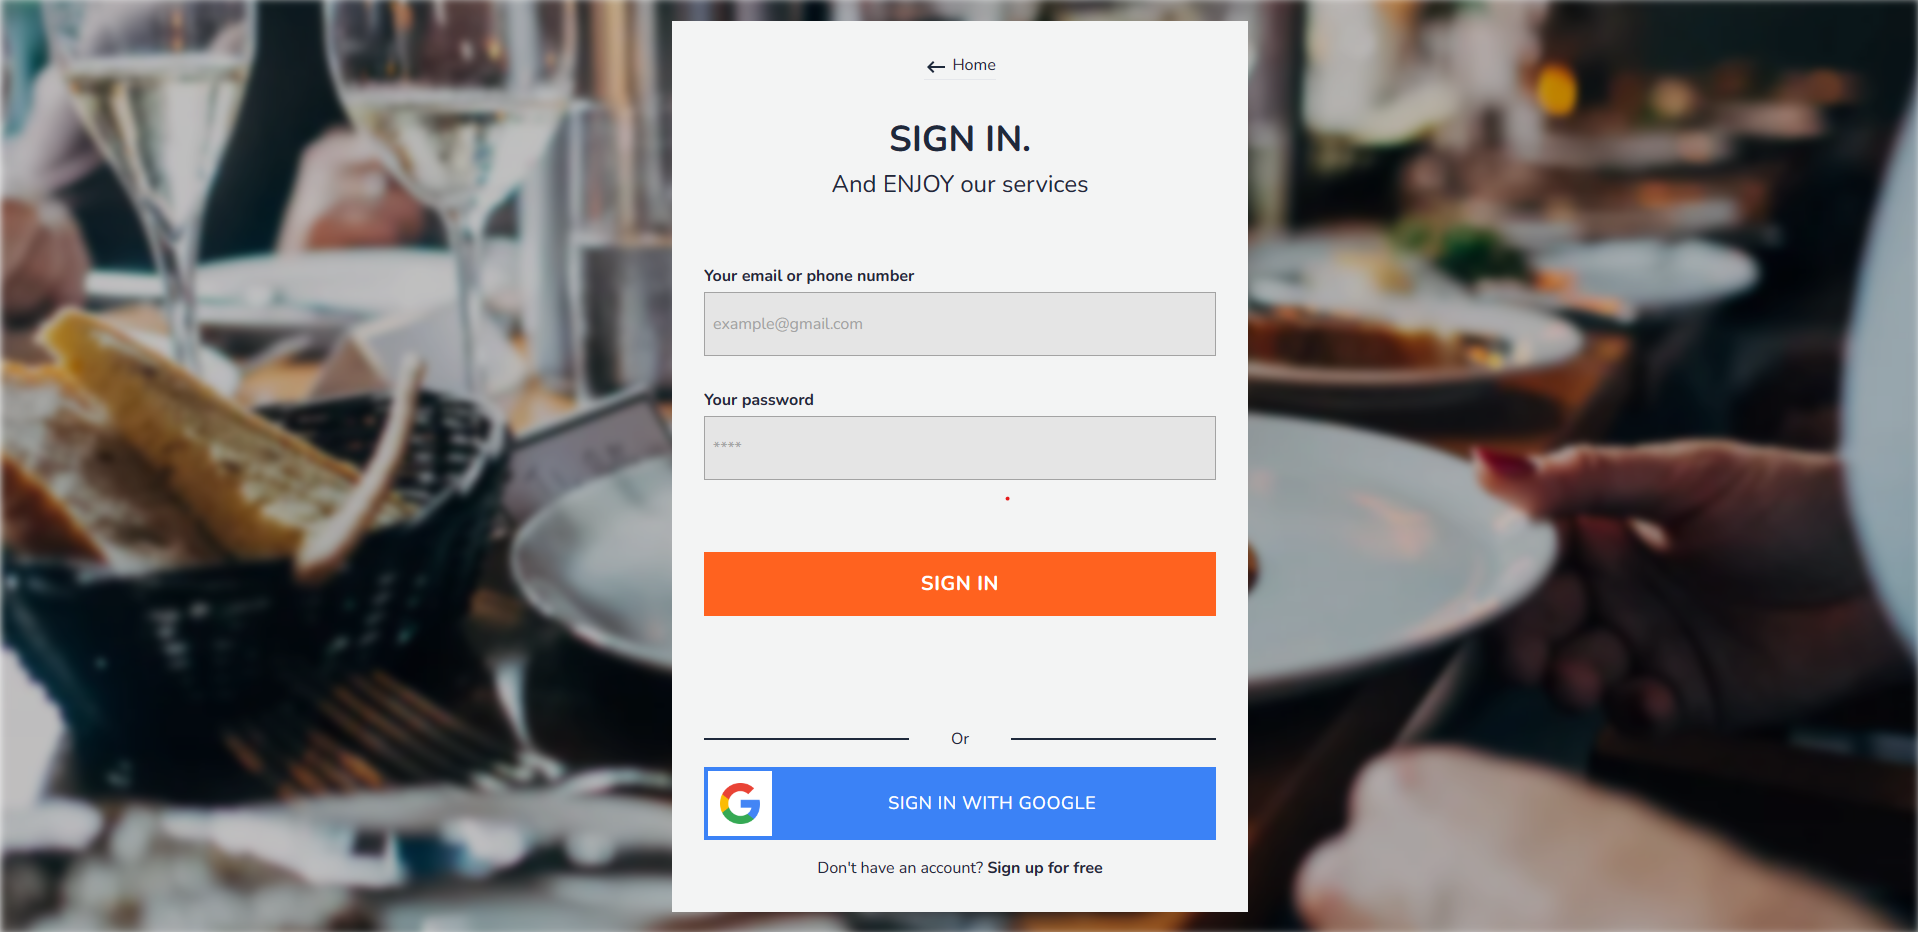 Home
SIGN IN.
And ENJOY our services
Your email or phone number
example@gmail.com
Your password
****
SIGN IN
Or
SIGN IN WITH GOOGLE
Don't have an account? Sign up for free